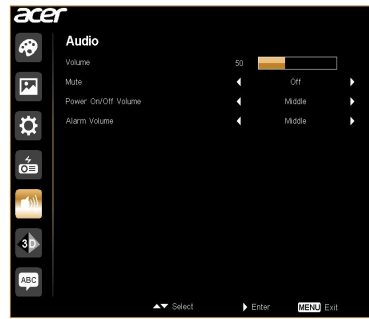 acer
Audio
Volume 50
Mute Off
Power On/Off Volume Middle
Alarm Volume Middle
3D
ABC
Select Enter MENU Exit